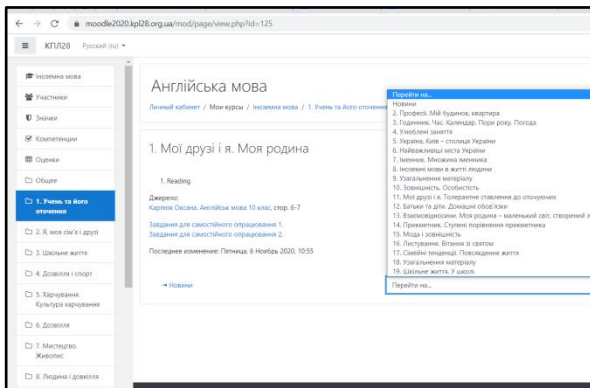 moodle2020.kpl28.org.ua/mod/page/view.php?id=125
КПЛ28 Русский (ru)
Іноземна мова
Участники
Значки
Компетенции
Оценки
Общее
1. Учень та його
оточення
2. Я, моя сім'я і друзі
3. Шкільне життя
4. Дозвілля і спорт
5. Харчування.
Культура харчування
6. Дозвілля
7. Мистецтво.
Живопис
8. Людина і довкілля
Англійська мова
Личный кабинет / Мои курсы / Іноземна мова / 1. Учень та його оточення
1. Мої друзі і я. Моя родина
1. Reading
Джерело:
Карпюк Оксана. Англійськ мова 10 клас, стор. 6-7
Завдання для самостійного опрацювання 1.
Завдання для самостійного опрацювання 2.
Последнее изменение: Пятница, 6 Ноябрь 2020, 10:55
Новини
Перейти на...
Новини
2. Професії. Мій будинок, квартира
3. Годинник. Час. Календар. Пори року. Погода
4. Улюблені заняття
5. Україна. Київ – столиця України
6. Найважливіші міста України
7. Іменник. Множина іменника
8. Іноземні мови в житті людини
9. Узагальнення матеріалу
10. Зовнішність. Особистість
11. Мої друзі і я. Толерантне ставлення до оточуючих
12. Батьки та діти. Домашні обов'язки
13. Взаємовідносини. Моя родина – маленький світ, створений
14. Прикметник. Ступені порівняння прикметника
15. Мода і зовнішність
16. Листування. Вітання зі святом
17. Сімейні тенденції. Повсякденне життя
18. Узагальнення матеріалу
19. Шкільне життя. У школі
Перейти на...